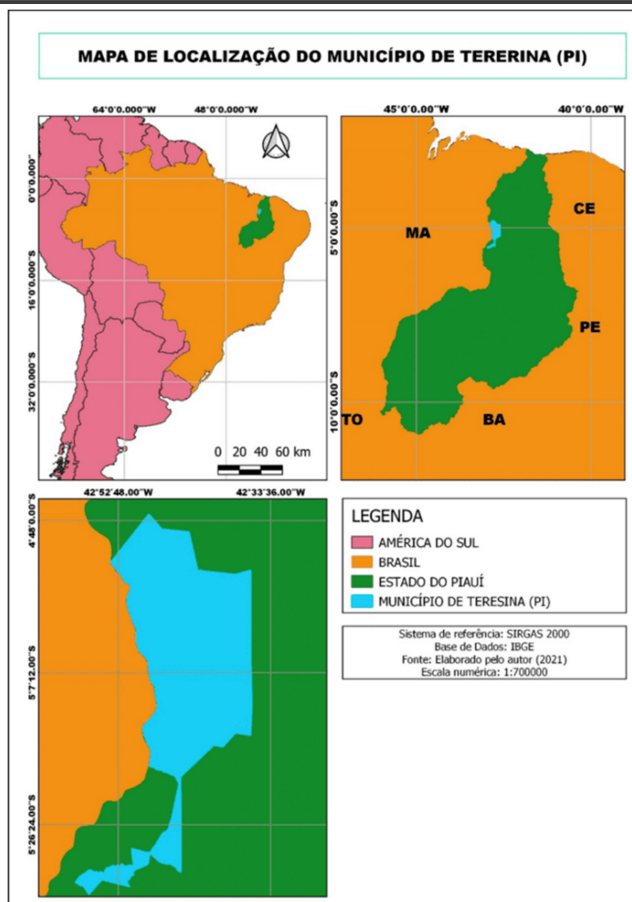 MAPA DE LOCALIZAÇÃO DO MUNICÍPIO DE TERERINA (PI)
64°0'0.000"W 48°0'0.000"W
0°0'0.000"
16°0'0.000"S
32°0'0.000"S
0 20 40 60 km
45°0'0.00"W 40°0'0.00"W
5°0'0.00"S
10°0'0.00"S
MA
CE
PE
TO
BA
42°52'48.00"W 42°33'36.00"W
4°48'0.00"S
5°7'12.00"S
5°26'24.00"S
LEGENDA
AMÉRICA DO SUL
BRASIL
ESTADO DO PIAUÍ
MUNICÍPIO DE TERESINA (PI)
Sistema de referência: SIRGAS 2000
Base de Dados: IBGE
Fonte: Elaborado pelo autor (2021)
Escala numérica: 1:700000